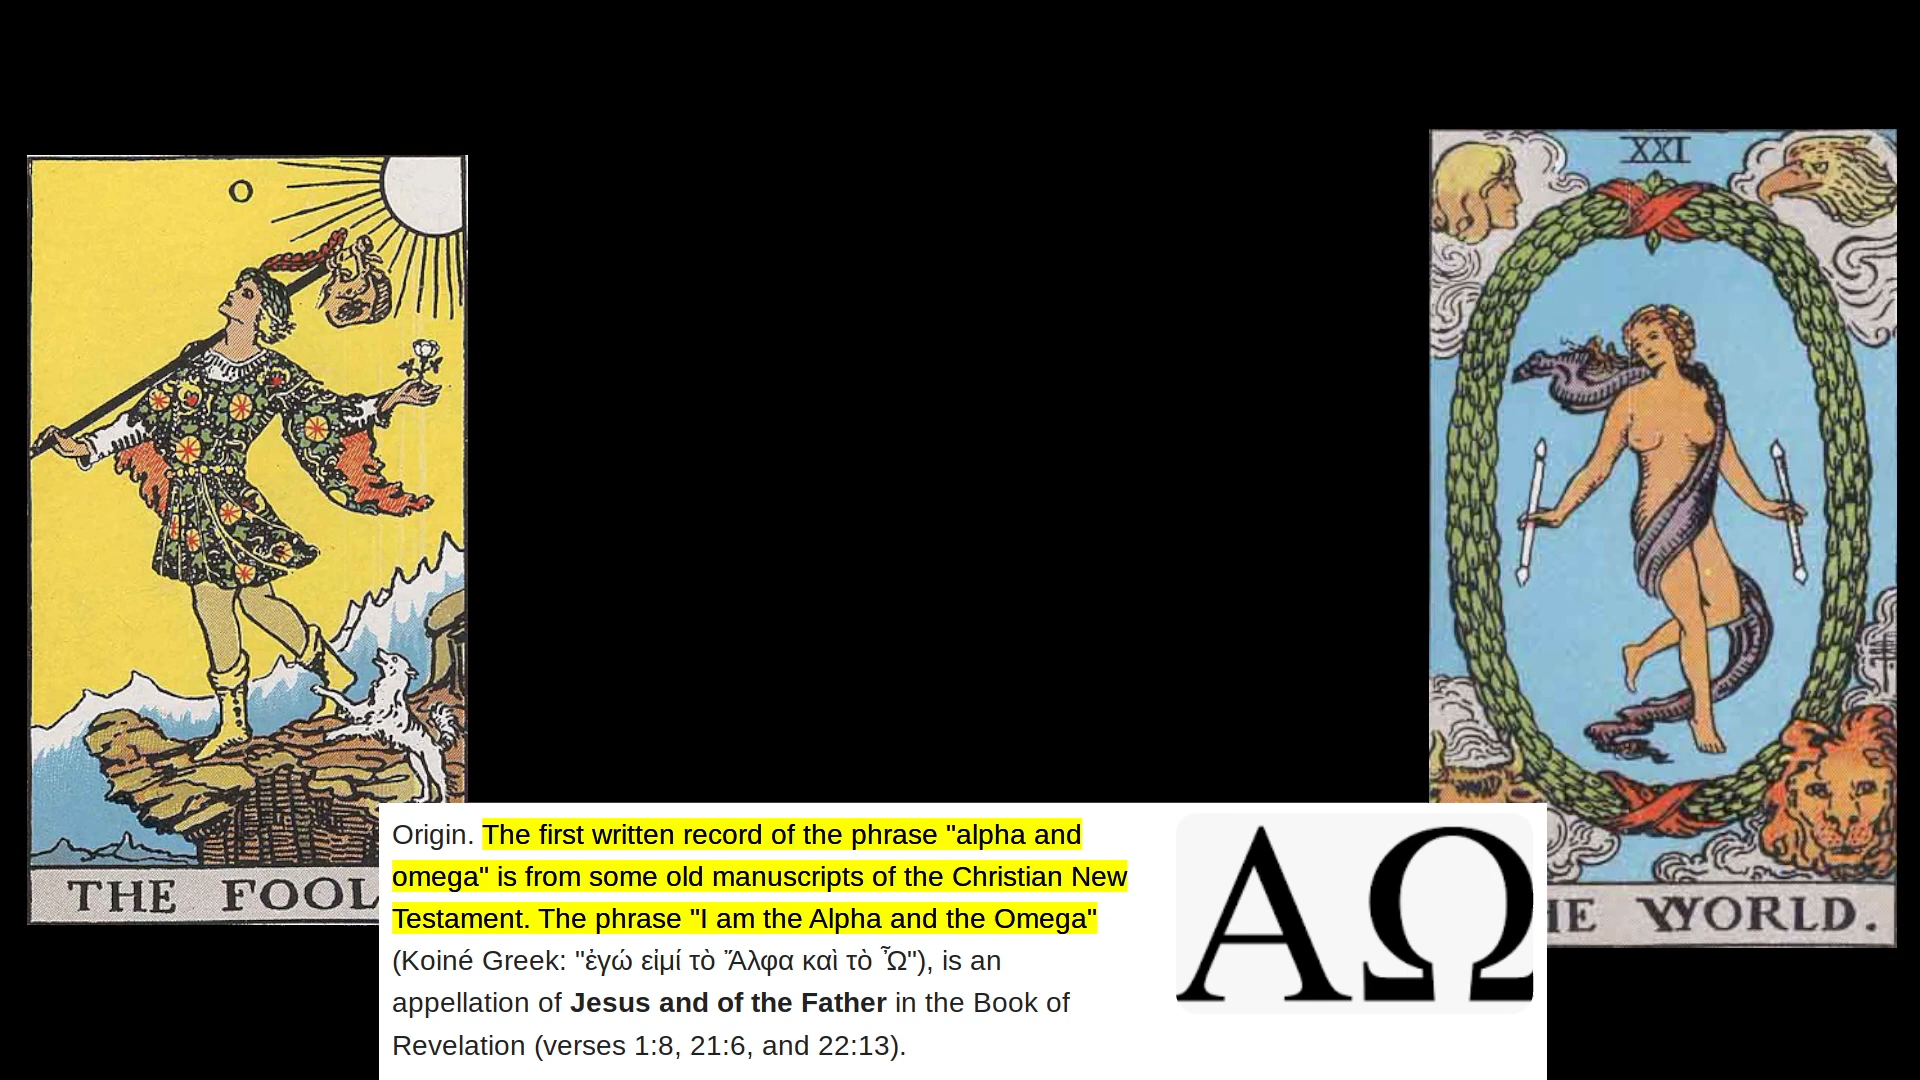 0
THE FOOL
XXI
HE WORLD.
Origin. The first written record of the phrase "alpha and
omega" is from some old manuscripts of the Christian New
Testament. The phrase "I am the Alpha and the Omega"
(Koiné Greek: "ἐγώ εἰμί τὸ Ἄλφα καὶ τὸ Ὦ"), is an
appellation of Jesus and of the Father in the Book of
Revelation (verses 1:8, 21:6, and 22:13).
ΑΩ